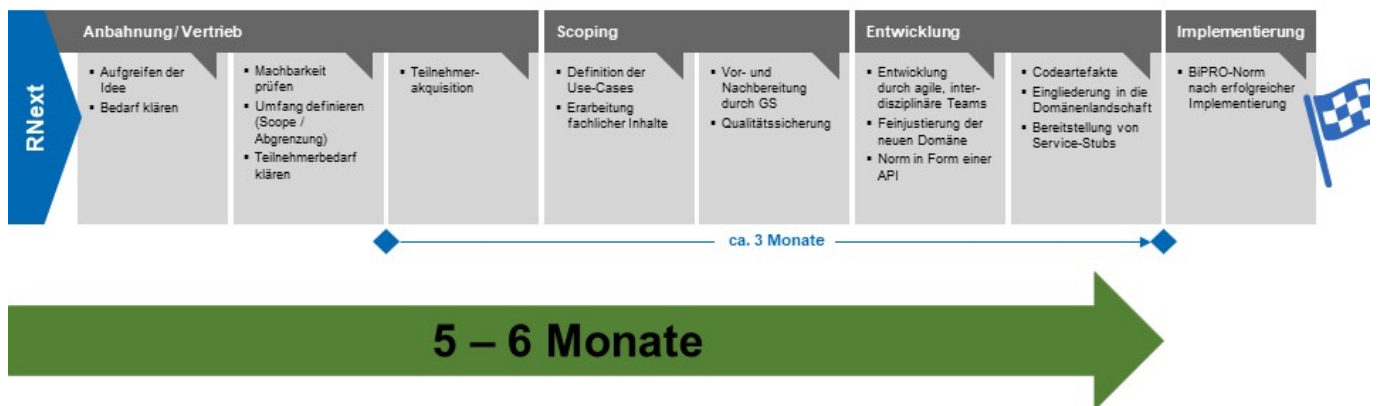 RNext
Anbahnung/Vertrieb
▪ Aufgreifen der
Idee
▪ Bedarf klären
▪ Machbarkeit
prüfen
▪ Umfang definieren
(Scope /
Abgrenzung)
▪ Teilnehmerbedarf
klären
▪ Teilnehmer-
akquisition
Scoping
▪ Definition der
Use-Cases
▪ Erarbeitung
fachlicher Inhalte
▪ Vor- und
Nachbereitung
durch GS
▪ Qualitätssicherung
Entwicklung
▪ Entwicklung
durch agile, inter-
disziplinäre Teams
▪ Feinjustierung der
neuen Domäne
▪ Norm in Form einer
API
▪ Codeartefakte
▪ Eingliederung in die
Domänenlandschaft
▪ Bereitstellung von
Service-Stubs
Implementierung
▪ BiPRO-Norm
nach erfolgreicher
Implementierung
ca. 3 Monate
5 – 6 Monate